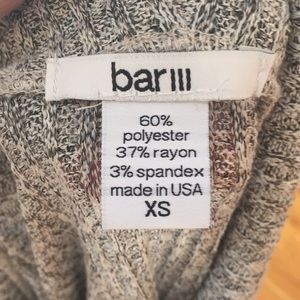 bar III
60%
polyester
37% rayon
3% spandex
made in USA
XS